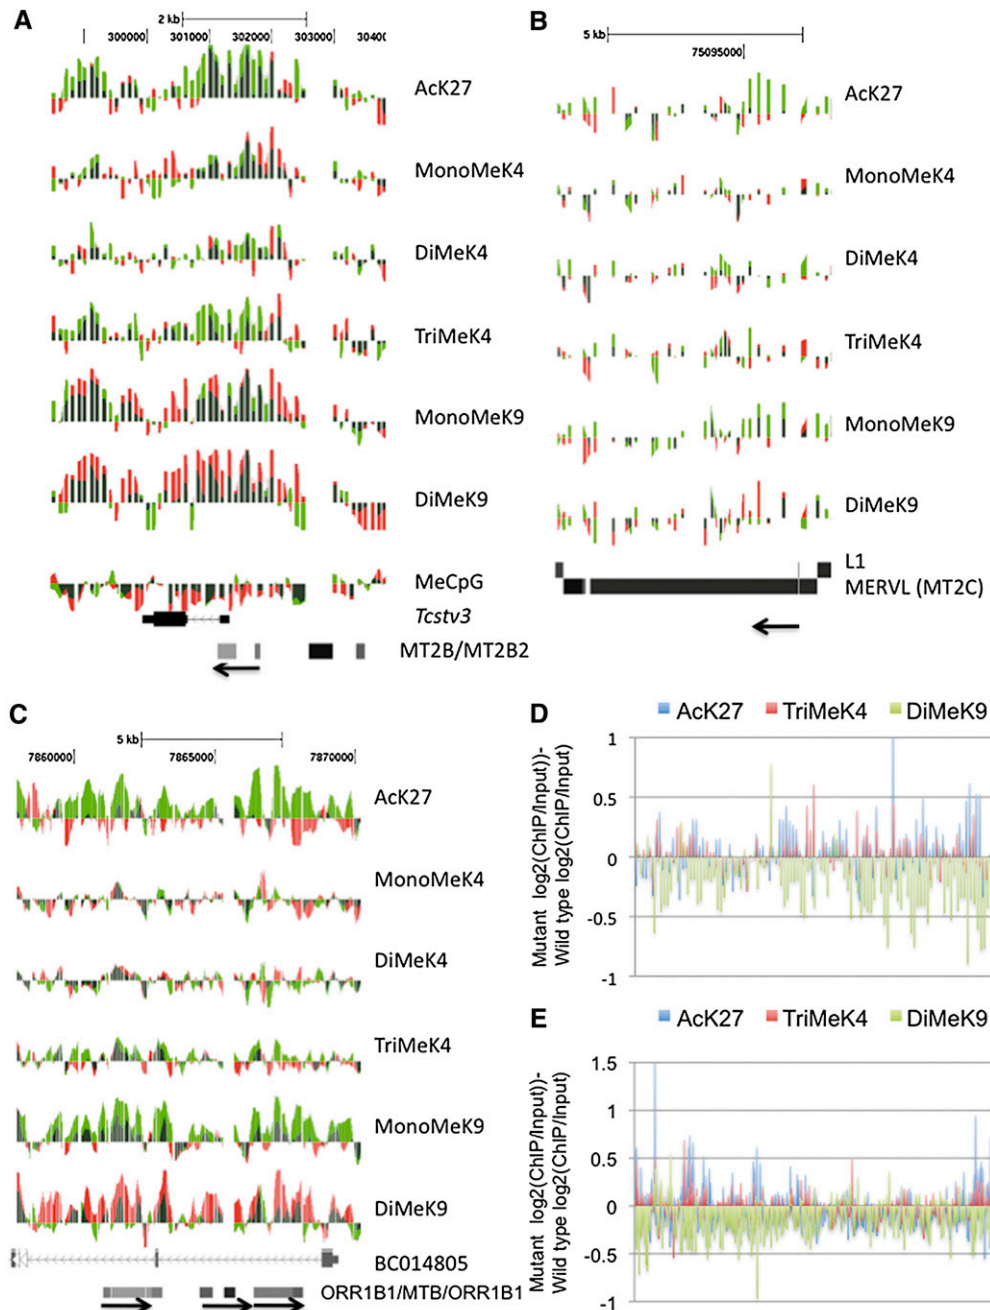 A
2 kb
300000 301000 302000 303000 30400
AcK27
MonoMeK4
DiMeK4
TriMeK4
MonoMeK9
DiMeK9
MeCpG
Tcstv3
MT2B/MT2B2
B
5 kb
75095000
AcK27
MonoMeK4
DiMeK4
TriMeK4
MonoMeK9
DiMeK9
L1
MERVL (MT2C)
C
5 kb
7860000 7865000 7870000
AcK27
MonoMeK4
DiMeK4
TriMeK4
MonoMeK9
DiMeK9
BC014805
ORR1B1/MTB/ORR1B1
D
AcK27 TriMeK4 DiMeK9
Mutant log2(ChIP/Input))-
Wild type log2(ChIP/Input)
1
0.5
0
-0.5
-1
E
AcK27 TriMeK4 DiMeK9
Mutant log2(ChIP/Input))-
Wild type log2(ChIP/Input)
1.5
1
0.5
0
-0.5
-1